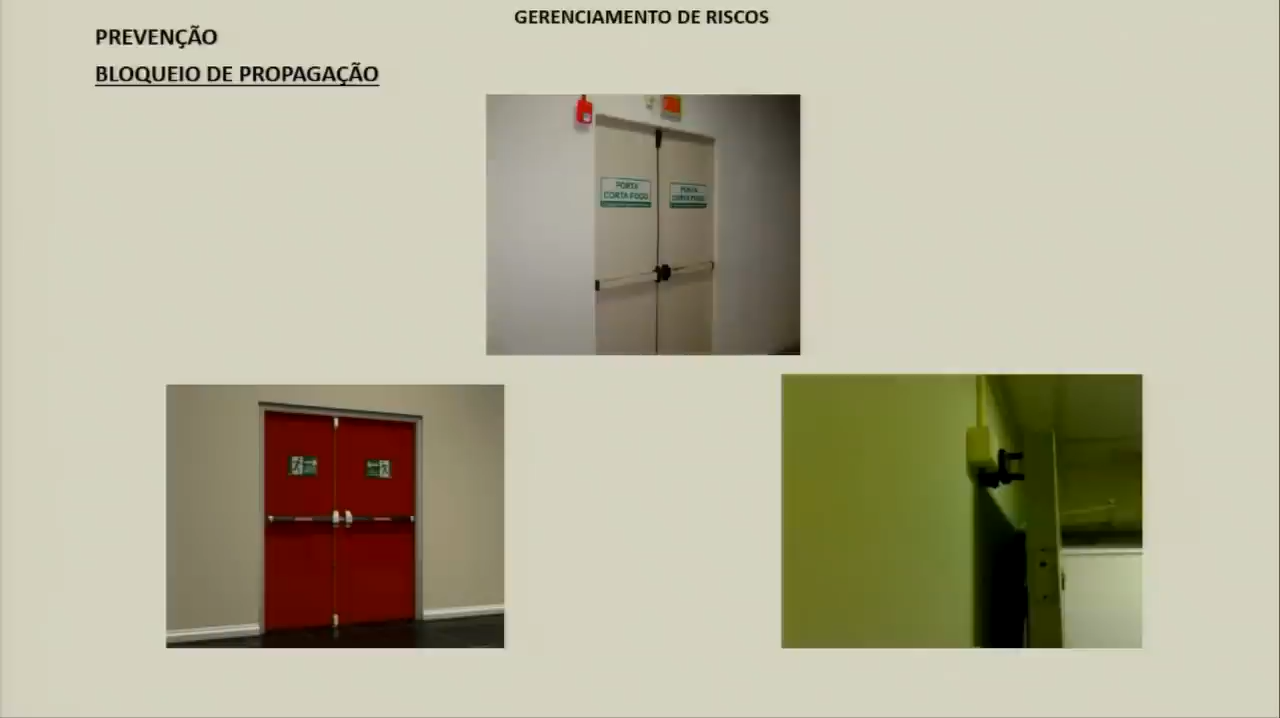 GERENCIAMENTO DE RISCOS
PREVENÇÃO
BLOQUEIO DE PROPAGAÇÃO
PORTA
CORTA-FOGO
PORTA
CORTA-FOGO